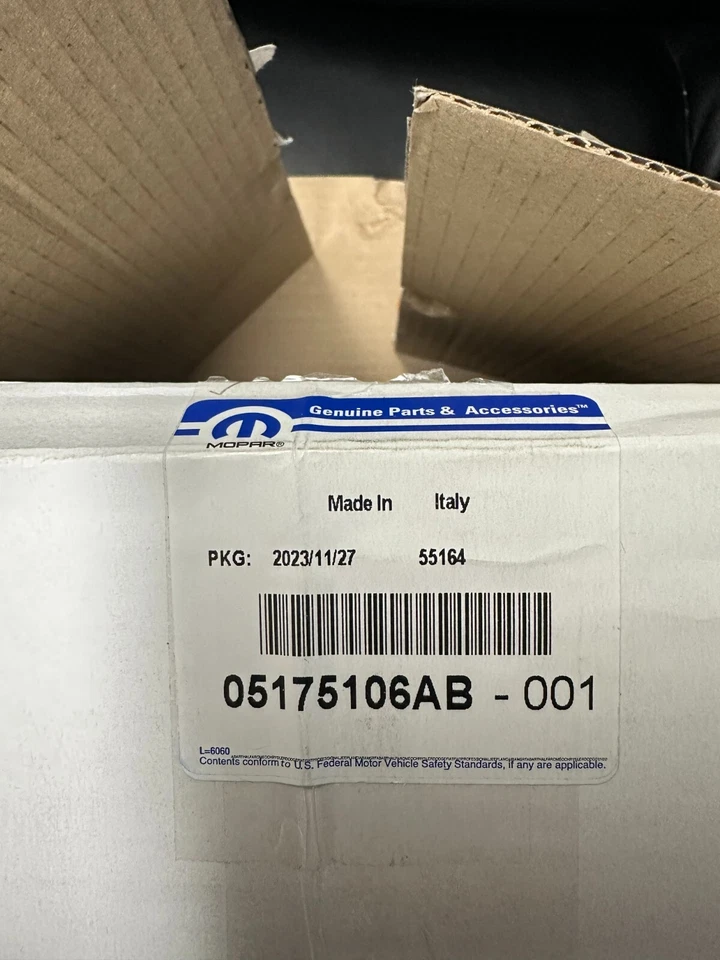 Genuine Parts & Accessories™
MOPAR®
Made In Italy
PKG: 2023/11/27 55164
05175106AB - 001
L=6060
Contents conform to U.S. Federal Motor Vehicle Safety Standards, if any are applicable.